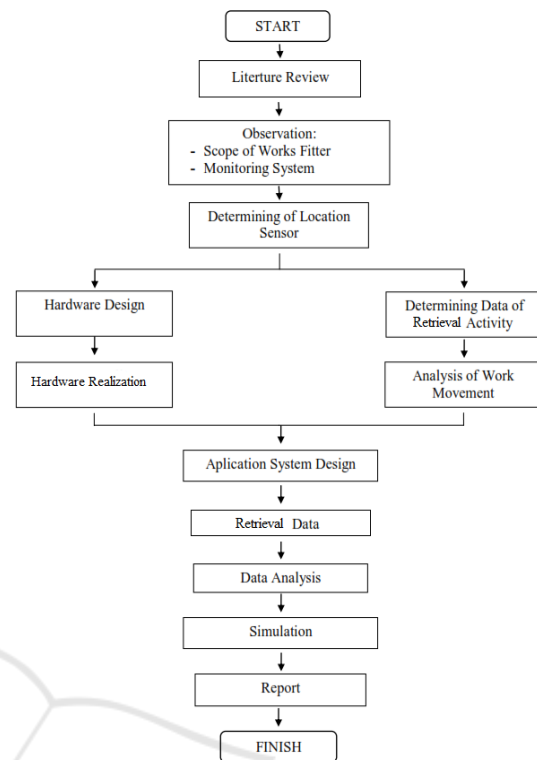 START
Literture Review
Observation:
- Scope of Works Fitter
- Monitoring System
Determining of Location
Sensor
Hardware Design
Hardware Realization
Determining Data of
Retrieval Activity
Analysis of Work
Movement
Aplication System Design
Retrieval Data
Data Analysis
Simulation
Report
FINISH